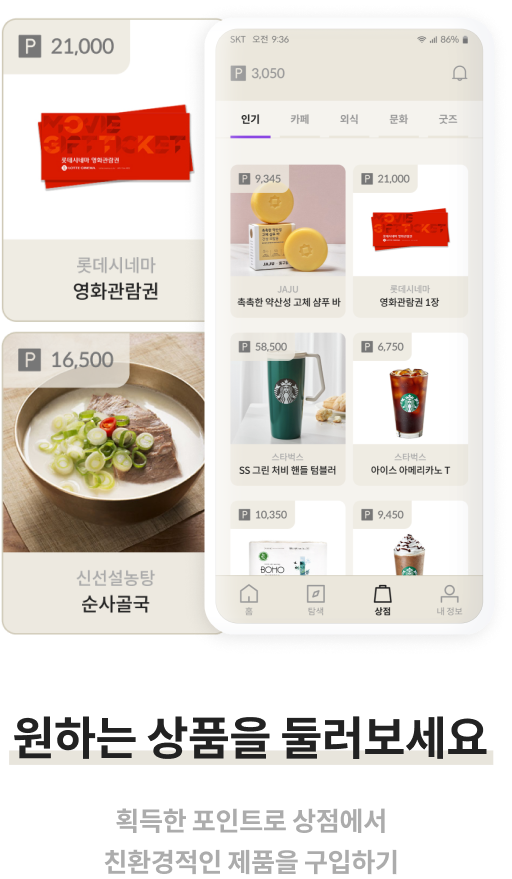 P 21,000
MOVIE
GIFT TICKET
롯데시네마 영화관람권
LOTTE CINEMA
롯데시네마
영화관람권
P 16,500
신선설농탕
순사골국
SKT 오전 9:36 86%
P 3,050
인기 카페 외식 문화 굿즈
P 9,345
JAJU
촉촉한 약산성 고체 샴푸 바
P 21,000
MOVIE
GIFT TICKET
롯데시네마
영화관람권 1장
P 58,500
스타벅스
SS 그린 처비 핸들 텀블러
P 6,750
스타벅스
아이스 아메리카노 T
P 10,350
BOHO
P 9,450
홈 탐색 상점 내 정보
원하는 상품을 둘러보세요
획득한 포인트로 상점에서
친환경적인 제품을 구입하기